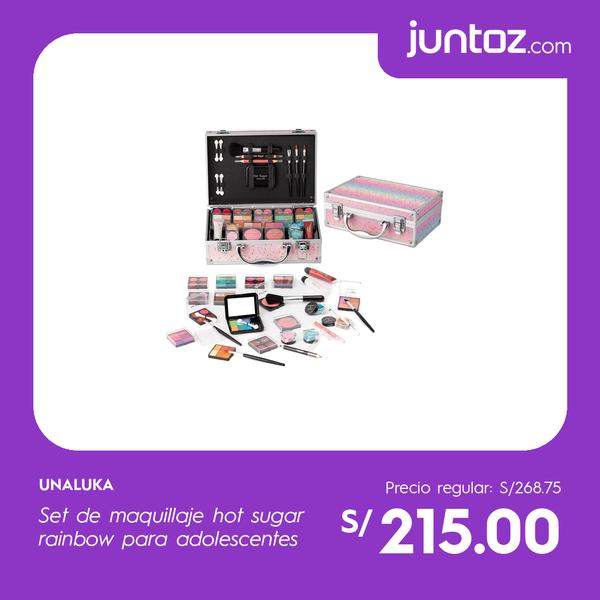 juntoz.com
UNALUKA
Set de maquillaje hot sugar
rainbow para adolescentes
Precio regular: S/268.75
S/215.00